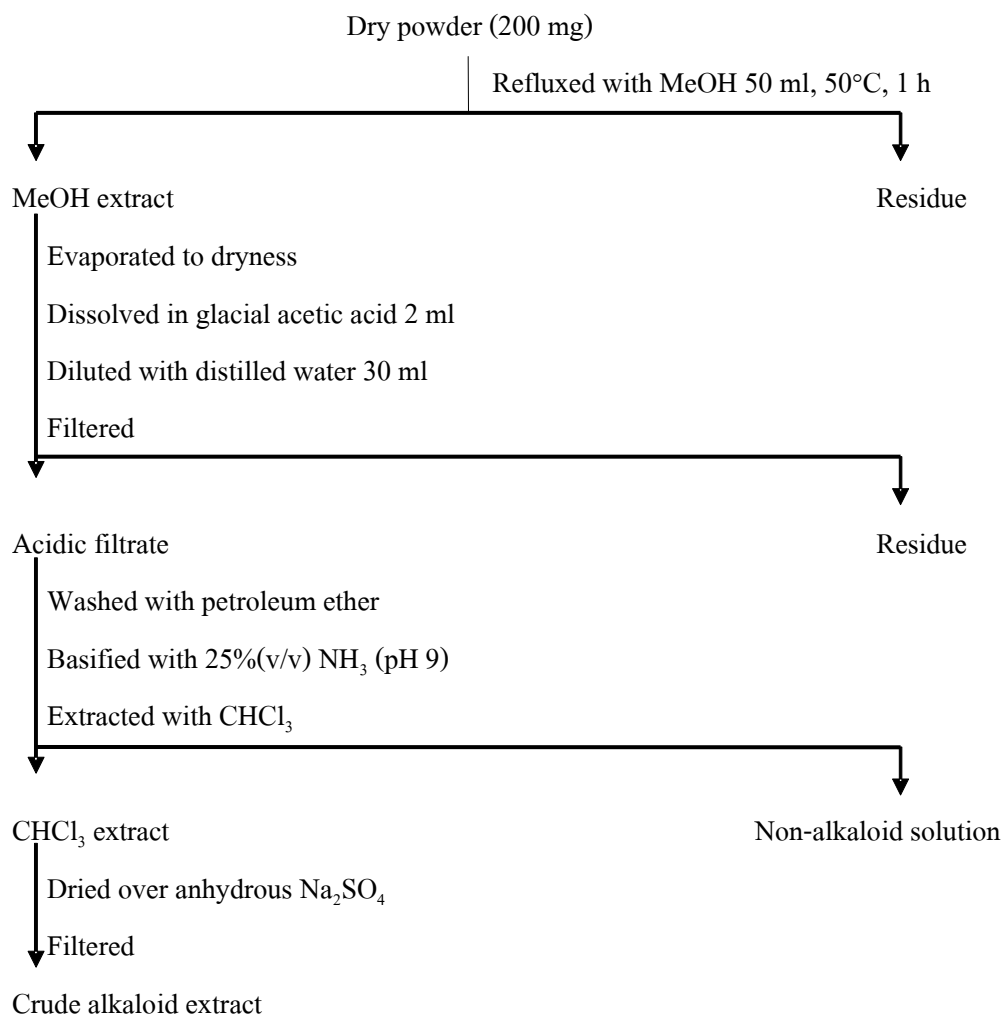 Dry powder (200 mg)
Refluxed with MeOH 50 ml, 50°C, 1 h
MeOH extract
Residue
Evaporated to dryness
Dissolved in glacial acetic acid 2 ml
Diluted with distilled water 30 ml
Filtered
Acidic filtrate
Residue
Washed with petroleum ether
Basified with 25%(v/v) NH₃ (pH 9)
Extracted with CHCl₃
CHCl₃ extract
Non-alkaloid solution
Dried over anhydrous Na₂SO₄
Filtered
Crude alkaloid extract